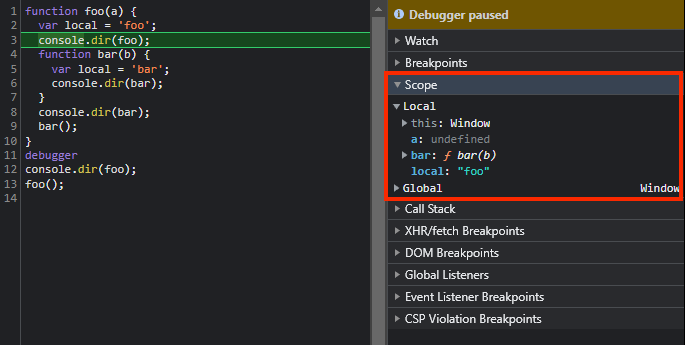 1 function foo(a) {
2   var local = 'foo';
3   console.dir(foo);
4   function bar(b) {
5     var local = 'bar';
6     console.dir(bar);
7   }
8   console.dir(bar);
9   bar();
10 }
11 debugger
12 console.dir(foo);
13 foo();
14
Debugger paused
Watch
Breakpoints
Scope
Local
this: Window
a: undefined
bar: ƒ bar(b)
local: "foo"
Global Window
Call Stack
XHR/fetch Breakpoints
DOM Breakpoints
Global Listeners
Event Listener Breakpoints
CSP Violation Breakpoints